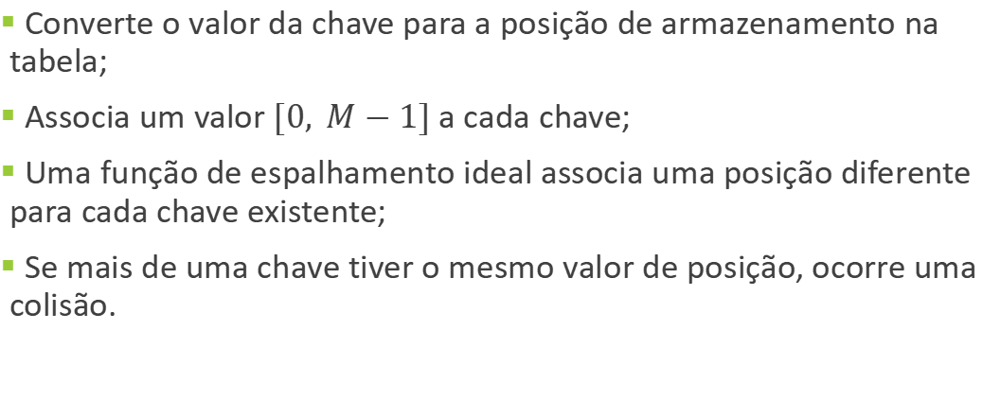 ▪ Converte o valor da chave para a posição de armazenamento na
tabela;
▪ Associa um valor [0, M − 1] a cada chave;
▪ Uma função de espalhamento ideal associa uma posição diferente
para cada chave existente;
▪ Se mais de uma chave tiver o mesmo valor de posição, ocorre uma
colisão.